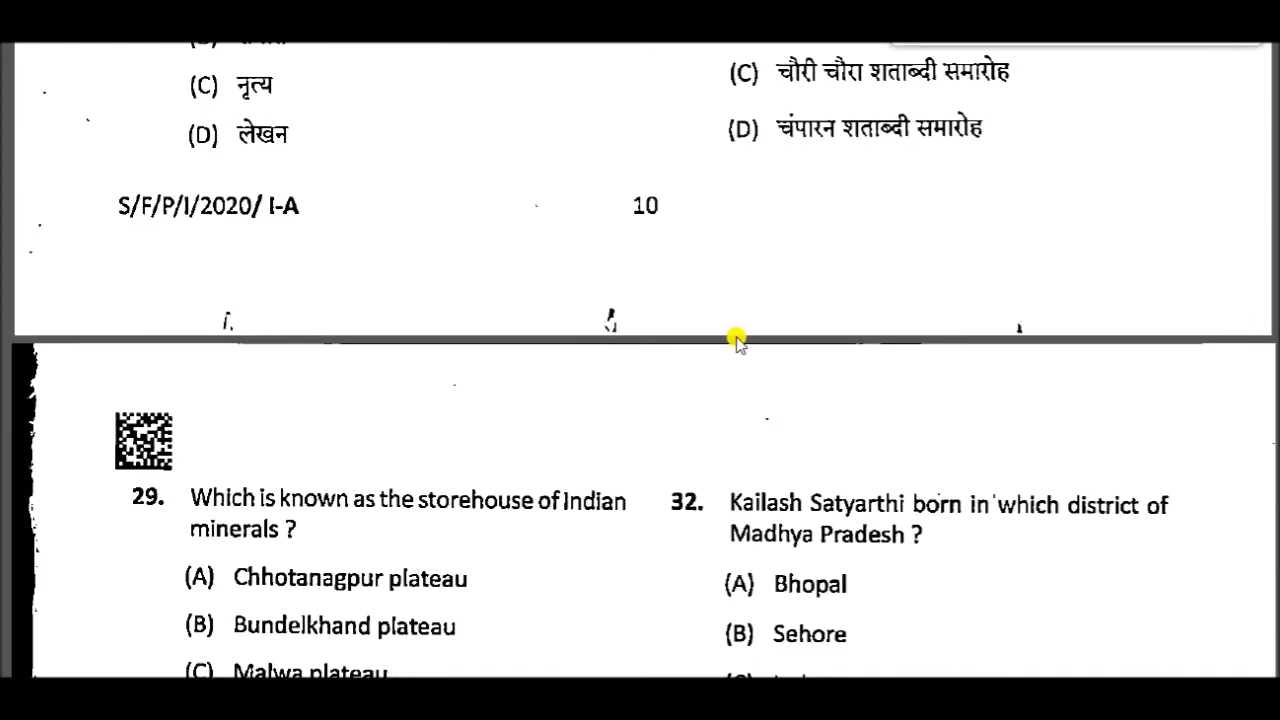 (C) नृत्य
(D) लेखन
(C) चौरी चौरा शताब्दी समारोह
(D) चंपारन शताब्दी समारोह
S/F/P/I/2020/ I-A
10
29. Which is known as the storehouse of Indian
minerals ?
(A) Chhotanagpur plateau
(B) Bundelkhand plateau
(C) Malwa plateau
32. Kailash Satyarthi born in which district of
Madhya Pradesh ?
(A) Bhopal
(B) Sehore